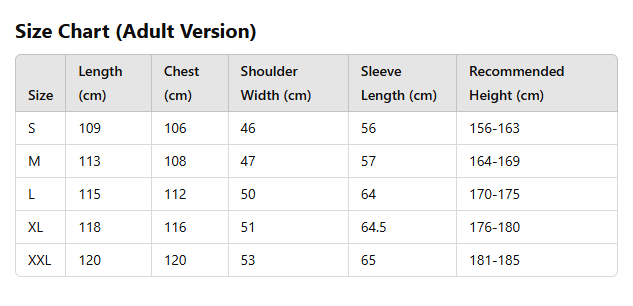 Size Chart (Adult Version)
Size Length (cm) Chest (cm) Shoulder Width (cm) Sleeve Length (cm) Recommended Height (cm)
S 109 106 46 56 156-163
M 113 108 47 57 164-169
L 115 112 50 64 170-175
XL 118 116 51 64.5 176-180
XXL 120 120 53 65 181-185